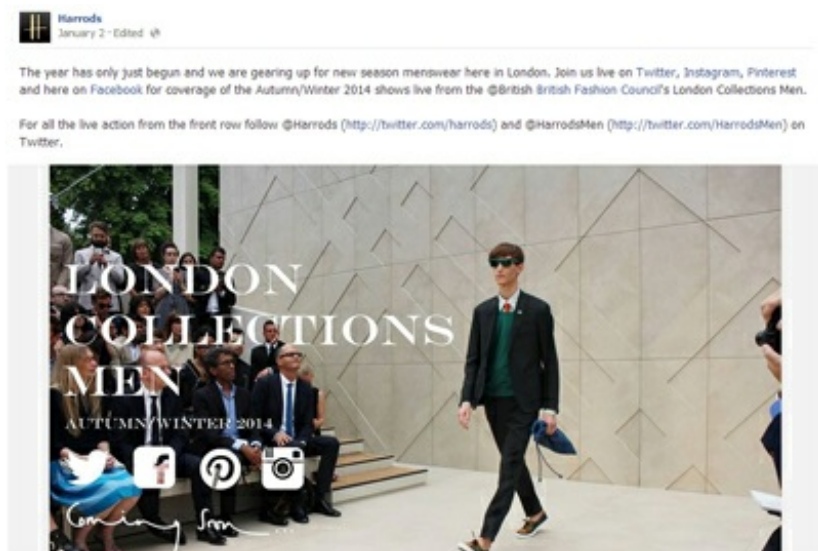 Harrods
January 2 · Edited
The year has only just begun and we are gearing up for new season menswear here in London. Join us live on Twitter, Instagram, Pinterest
and here on Facebook for coverage of the Autumn/Winter 2014 shows live from the @British British Fashion Council's London Collections Men.
For all the live action from the front row follow @Harrods (http://twitter.com/harrods) and @HarrodsMen (http://twitter.com/HarrodsMen) on
Twitter.
LONDON
COLLECTIONS
MEN
AUTUMN/WINTER 2014
Coming Soon...